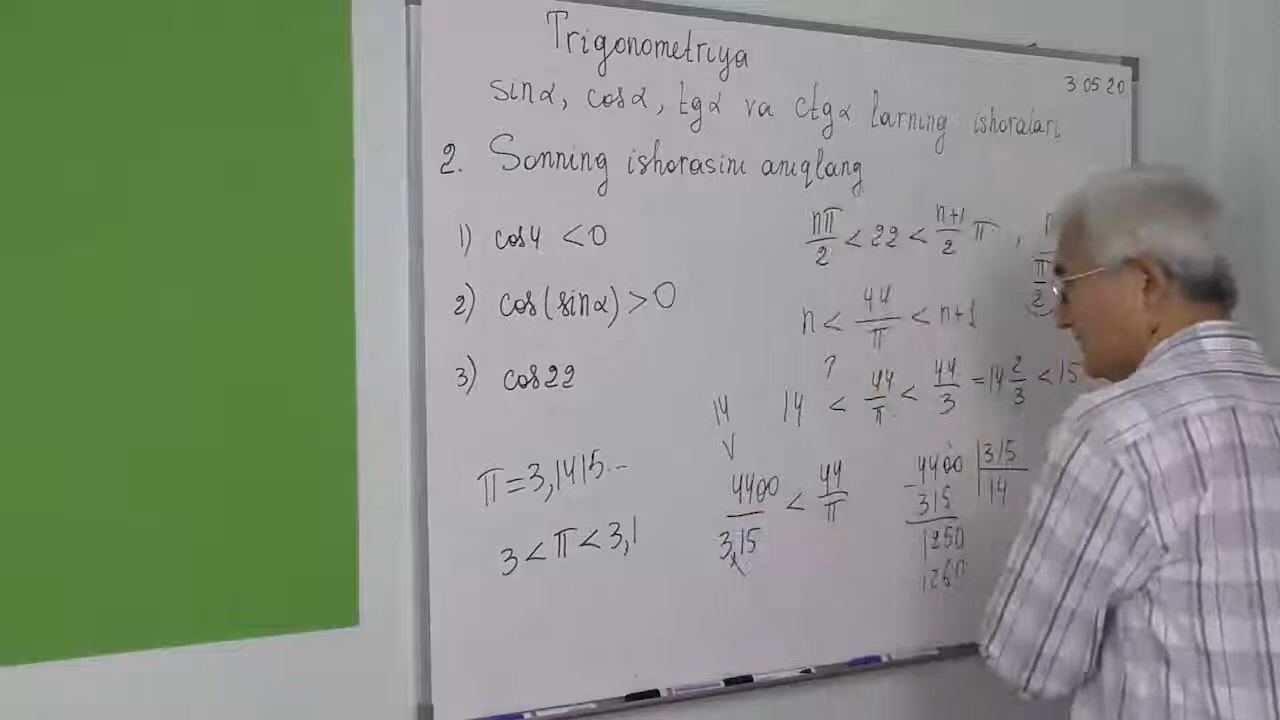 Trigonometriya
3 05 20
sinα, cosα, tgα va ctgα larning ishoralari
2. Sonning ishorasini aniqlang
1) cos4 < 0
nπ/2 < 22 < n+1/2 π ,
π/2
2) cos(sinα) > 0
n < 44/π < n+1
3) cos22
?
14 < 44/π < 44/3 = 14 2/3 < 15
14
V
π = 3,1415...
4400/3,15 < 44/π
4400 | 315
315 | 14
1250
1260
3 < π < 3,1